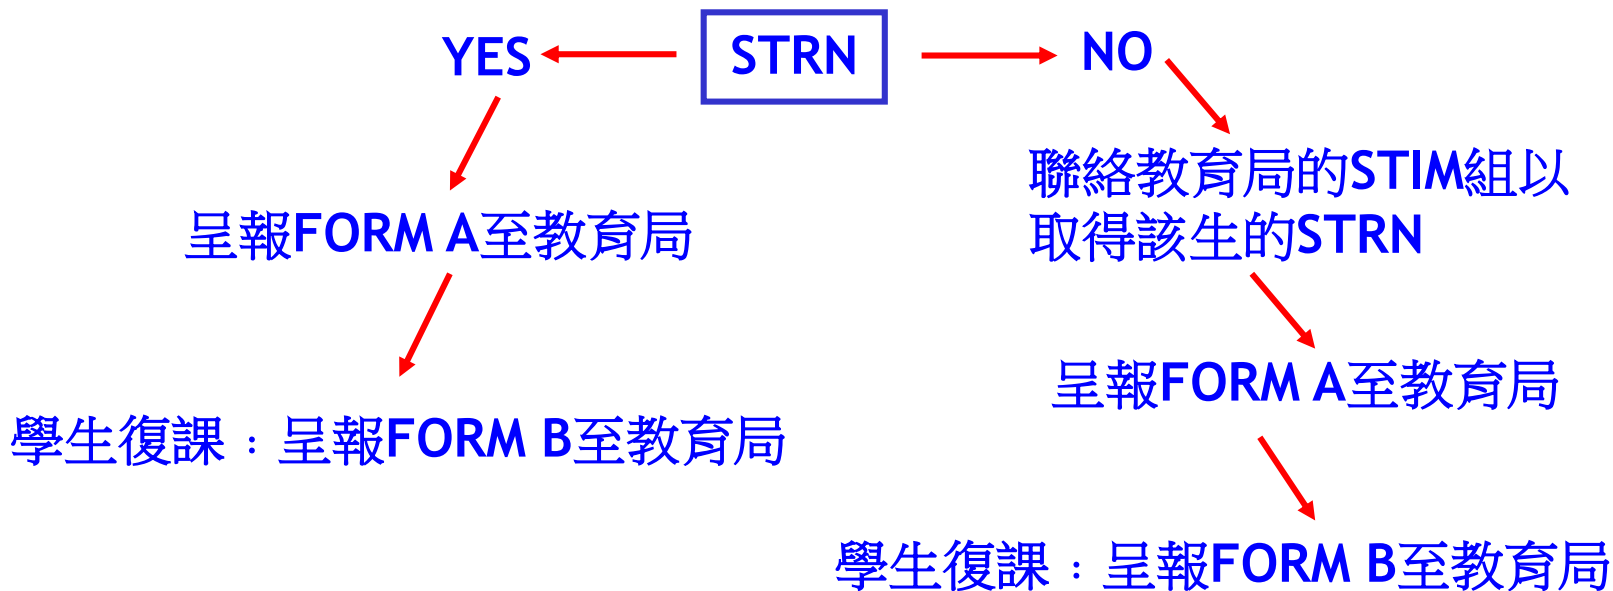 STRN
YES
呈報FORM A至教育局
學生復課：呈報FORM B至教育局
NO
聯絡教育局的STIM組以
取得該生的STRN
呈報FORM A至教育局
學生復課：呈報FORM B至教育局